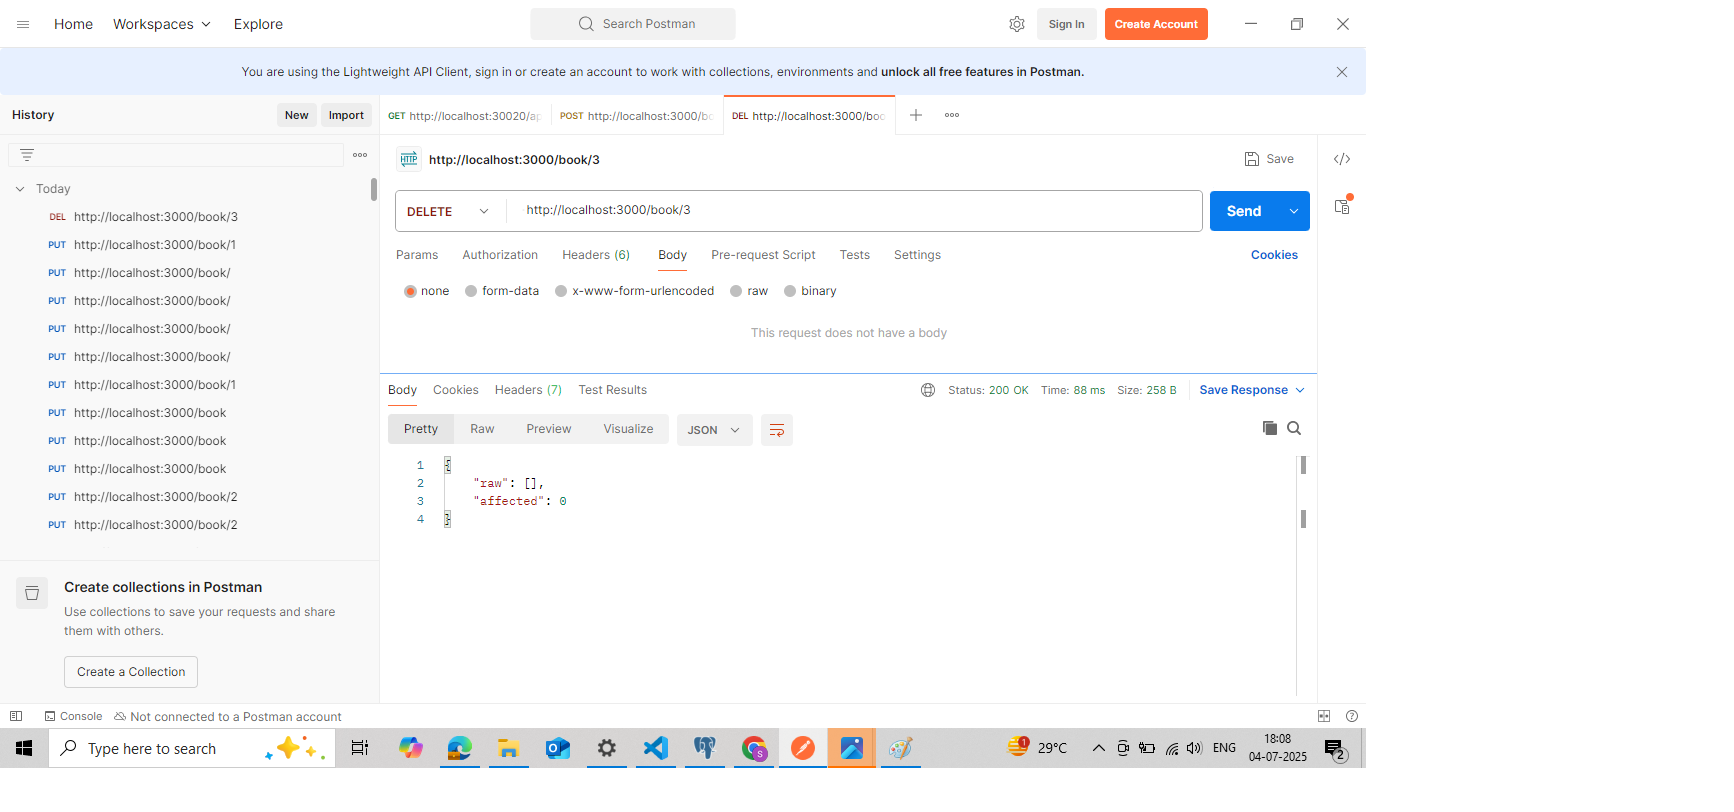 Home Workspaces Explore Search Postman Sign In Create Account
You are using the Lightweight API Client, sign in or create an account to work with collections, environments and unlock all free features in Postman.
History New Import
GET http://localhost:30020/ap POST http://localhost:3000/bo DEL http://localhost:3000/boo
HTTP http://localhost:3000/book/3 Save
Today
DELETE http://localhost:3000/book/3 Send
DEL http://localhost:3000/book/3
PUT http://localhost:3000/book/1
PUT http://localhost:3000/book/
PUT http://localhost:3000/book/
PUT http://localhost:3000/book/
PUT http://localhost:3000/book/
PUT http://localhost:3000/book/1
PUT http://localhost:3000/book
PUT http://localhost:3000/book
PUT http://localhost:3000/book
PUT http://localhost:3000/book/2
PUT http://localhost:3000/book/2
Params Authorization Headers (6) Body Pre-request Script Tests Settings Cookies
none form-data x-www-form-urlencoded raw binary
This request does not have a body
Body Cookies Headers (7) Test Results Status: 200 OK Time: 88 ms Size: 258 B Save Response
Pretty Raw Preview Visualize JSON
1 {
2 "raw": [],
3 "affected": 0
4 }
Create collections in Postman
Use collections to save your requests and share
them with others.
Create a Collection
Console Not connected to a Postman account
Type here to search 1 29°C ENG 18:08
04-07-2025 2